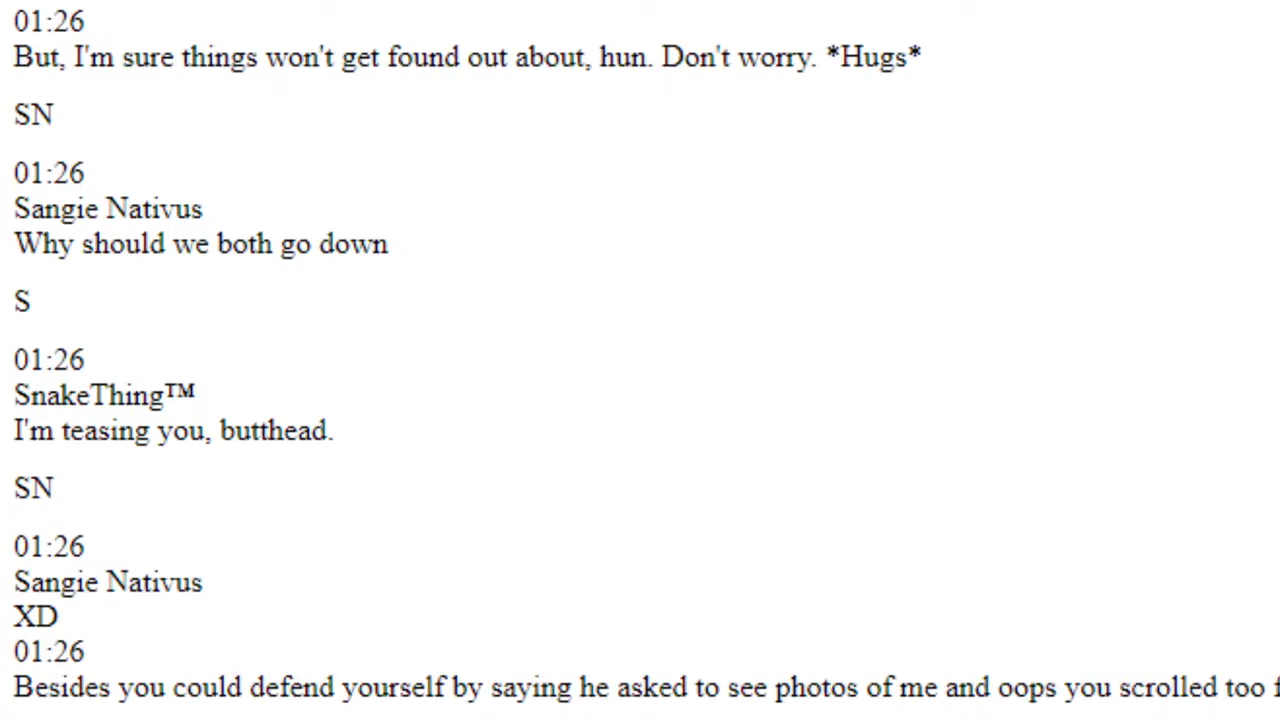 01:26
But, I'm sure things won't get found out about, hun. Don't worry. *Hugs*
SN
01:26
Sangie Nativus
Why should we both go down
S
01:26
SnakeThing™
I'm teasing you, butthead.
SN
01:26
Sangie Nativus
XD
01:26
Besides you could defend yourself by saying he asked to see photos of me and oops you scrolled too